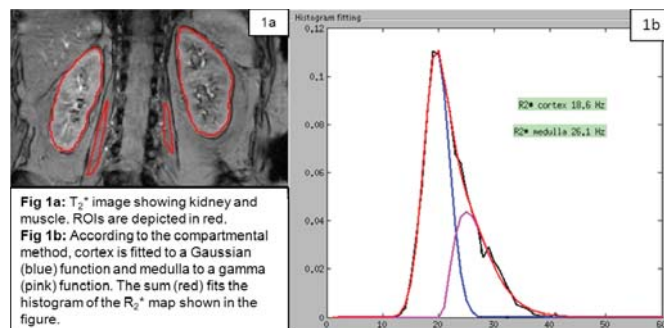 1a
Fig 1a: T₂* image showing kidney and
muscle. ROIs are depicted in red.
Fig 1b: According to the compartmental
method, cortex is fitted to a Gaussian
(blue) function and medulla to a gamma
(pink) function. The sum (red) fits the
histogram of the R₂* map shown in the
figure.
Histogram fitting
1b
0.12
0.1
0.08
0.06
0.04
0.02
0
0 10 20 30 40 50 60
R2* cortex 18.6 Hz
R2* medulla 26.1 Hz